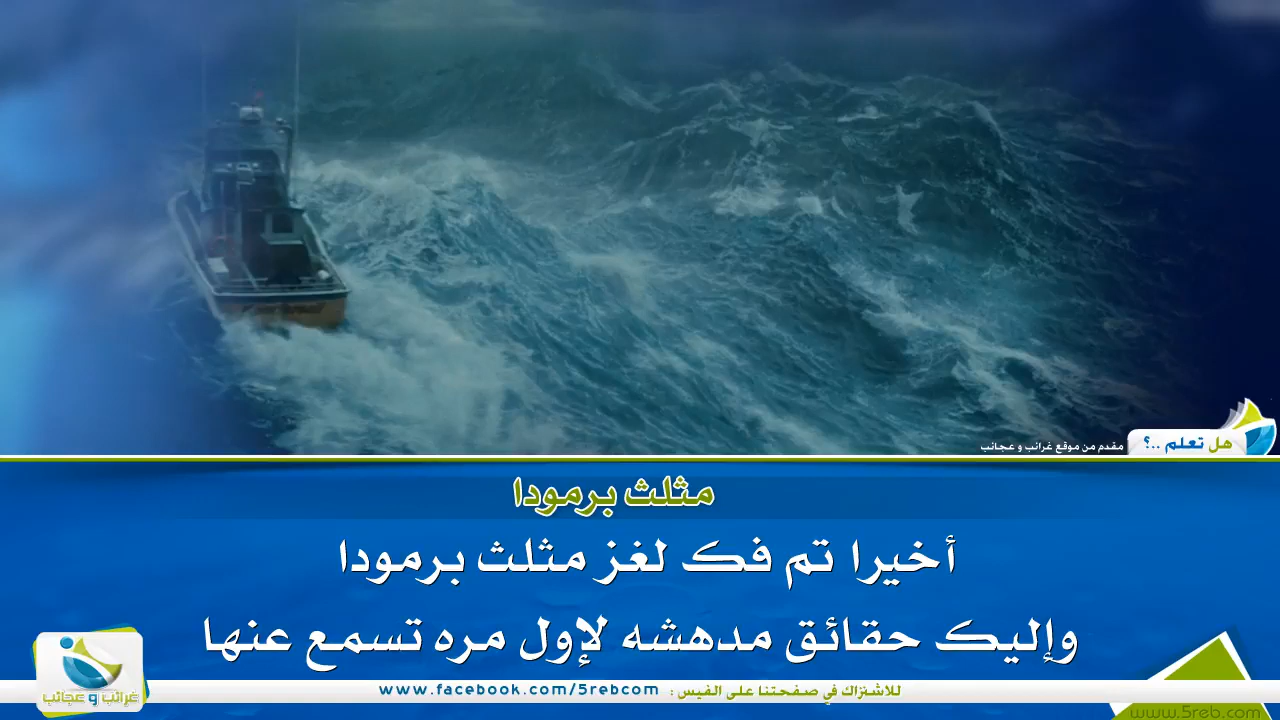 هل تعلم ..؟
مقدم من موقع غرائب و عجائب
مثلث برمودا
أخيرا تم فك لغز مثلث برمودا
وإليك حقائق مدهشه لإول مره تسمع عنها
للاشتراك في صفحتنا على الفيس : www.facebook.com/5rebcom
غرائب و عجائب
www.5reb.com